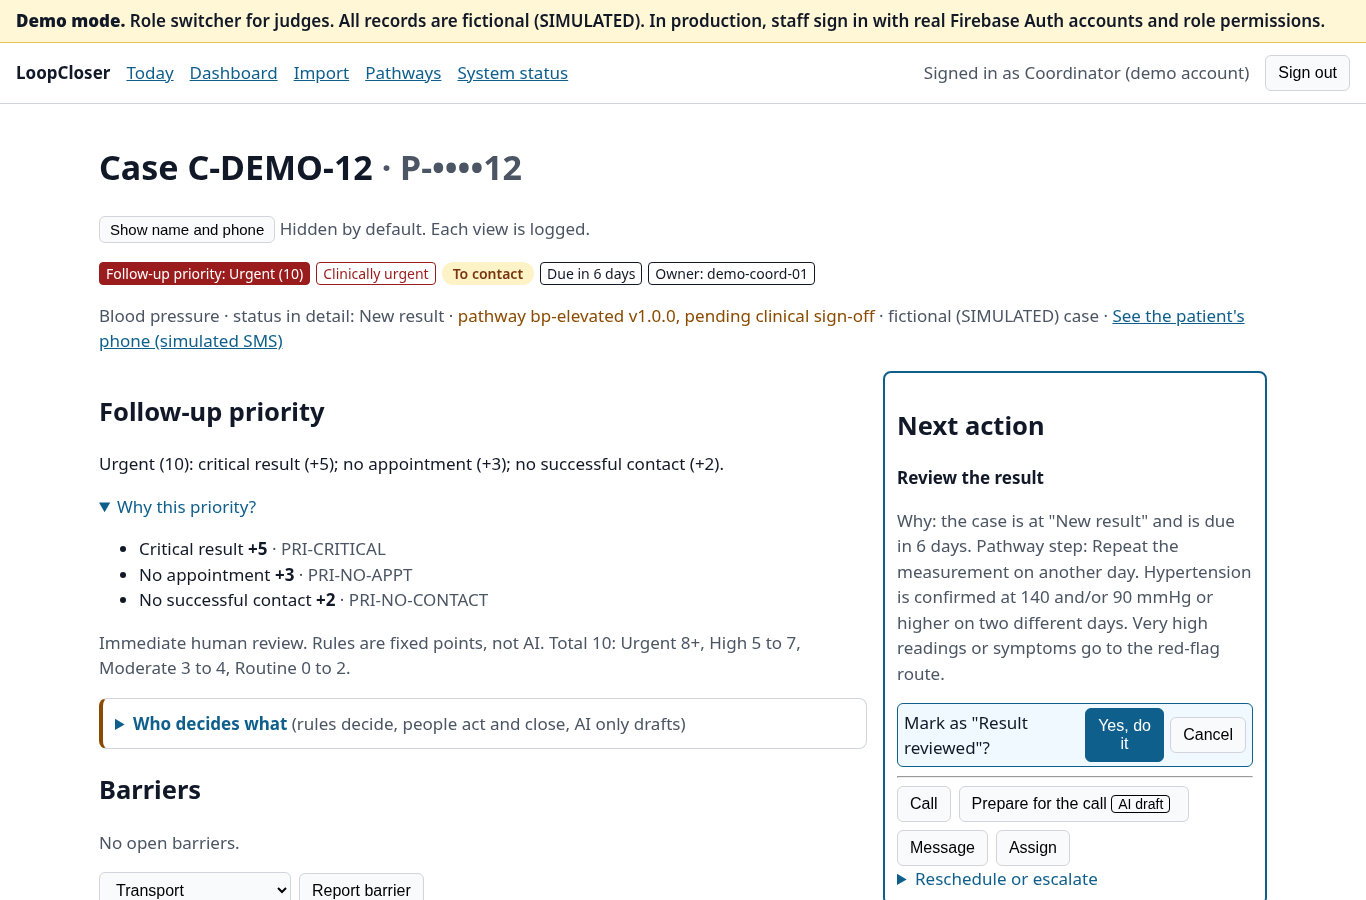 Demo mode. Role switcher for judges. All records are fictional (SIMULATED). In production, staff sign in with real Firebase Auth accounts and role permissions.
LoopCloser Today Dashboard Import Pathways System status Signed in as Coordinator (demo account) Sign out
Case C-DEMO-12 · P-••••12
Show name and phone Hidden by default. Each view is logged.
Follow-up priority: Urgent (10) Clinically urgent To contact Due in 6 days Owner: demo-coord-01
Blood pressure · status in detail: New result · pathway bp-elevated v1.0.0, pending clinical sign-off · fictional (SIMULATED) case · See the patient's
phone (simulated SMS)
Follow-up priority
Urgent (10): critical result (+5); no appointment (+3); no successful contact (+2).
▼ Why this priority?
• Critical result +5 · PRI-CRITICAL
• No appointment +3 · PRI-NO-APPT
• No successful contact +2 · PRI-NO-CONTACT
Immediate human review. Rules are fixed points, not AI. Total 10: Urgent 8+, High 5 to 7,
Moderate 3 to 4, Routine 0 to 2.
▶ Who decides what (rules decide, people act and close, AI only drafts)
Barriers
No open barriers.
Transport Report barrier
Next action
Review the result
Why: the case is at "New result" and is due
in 6 days. Pathway step: Repeat the
measurement on another day. Hypertension
is confirmed at 140 and/or 90 mmHg or
higher on two different days. Very high
readings or symptoms go to the red-flag
route.
Mark as "Result
reviewed"?
Yes, do
it
Cancel
Call Prepare for the call AI draft
Message Assign
▶ Reschedule or escalate